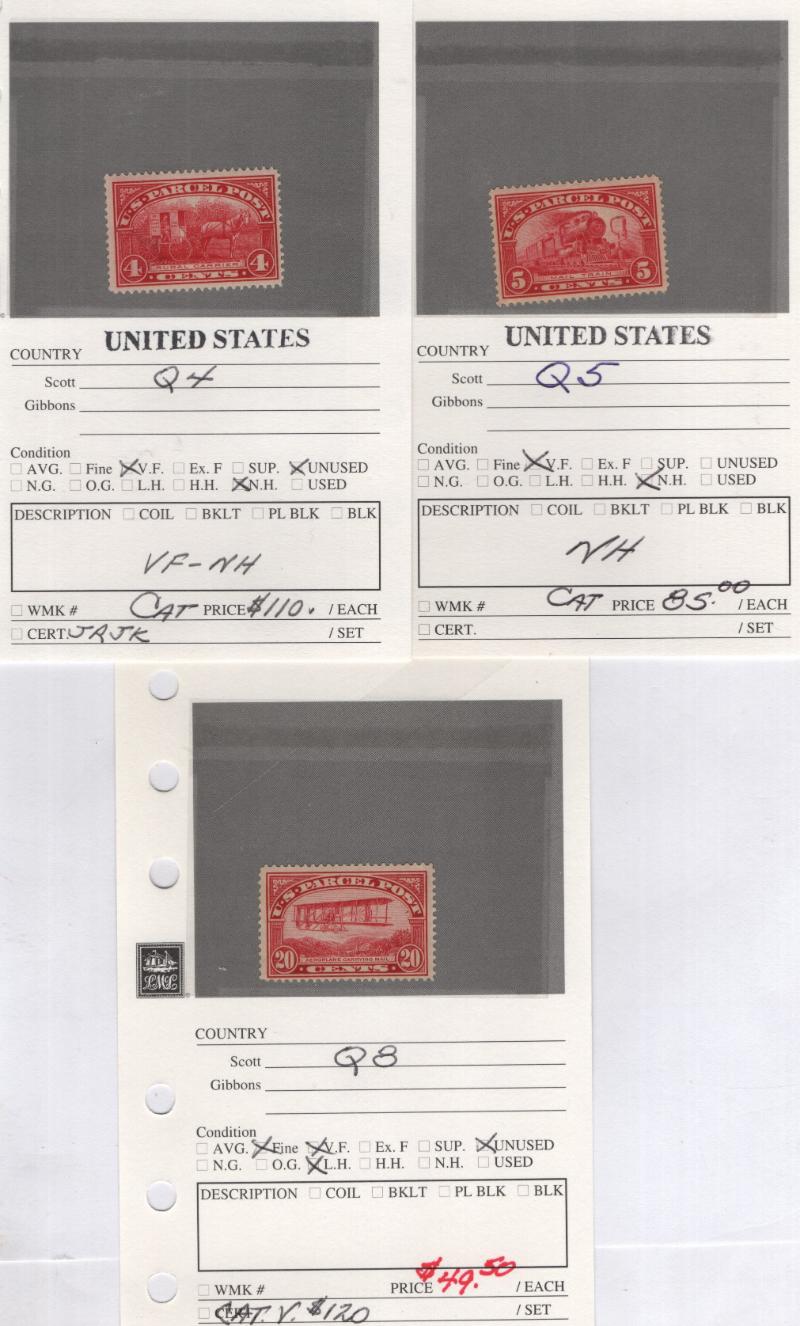 U.S. PARCEL POST
4 RURAL CARRIER 4
CENTS
UNITED STATES
COUNTRY
Scott Q4
Gibbons
Condition
AVG. Fine V.F. Ex. F SUP. UNUSED
N.G. O.G. L.H. H.H. N.H. USED
DESCRIPTION COIL BKLT PL BLK BLK
VF-NH
WMK # CAT PRICE $110. / EACH
CERT. JAJK / SET
U.S. PARCEL POST
5 MAIL TRAIN 5
CENTS
UNITED STATES
COUNTRY
Scott Q5
Gibbons
Condition
AVG. Fine V.F. Ex. F SUP. UNUSED
N.G. O.G. L.H. H.H. N.H. USED
DESCRIPTION COIL BKLT PL BLK BLK
NH
WMK # CAT PRICE 85.00 / EACH
CERT. / SET
U.S. PARCEL POST
AEROPLANE CARRYING MAIL
20 CENTS 20
LML
COUNTRY
Scott Q8
Gibbons
Condition
AVG. Fine V.F. Ex. F SUP. UNUSED
N.G. O.G. L.H. H.H. N.H. USED
DESCRIPTION COIL BKLT PL BLK BLK
WMK # PRICE $49.50 / EACH
CERT. CAT. V. $120 / SET